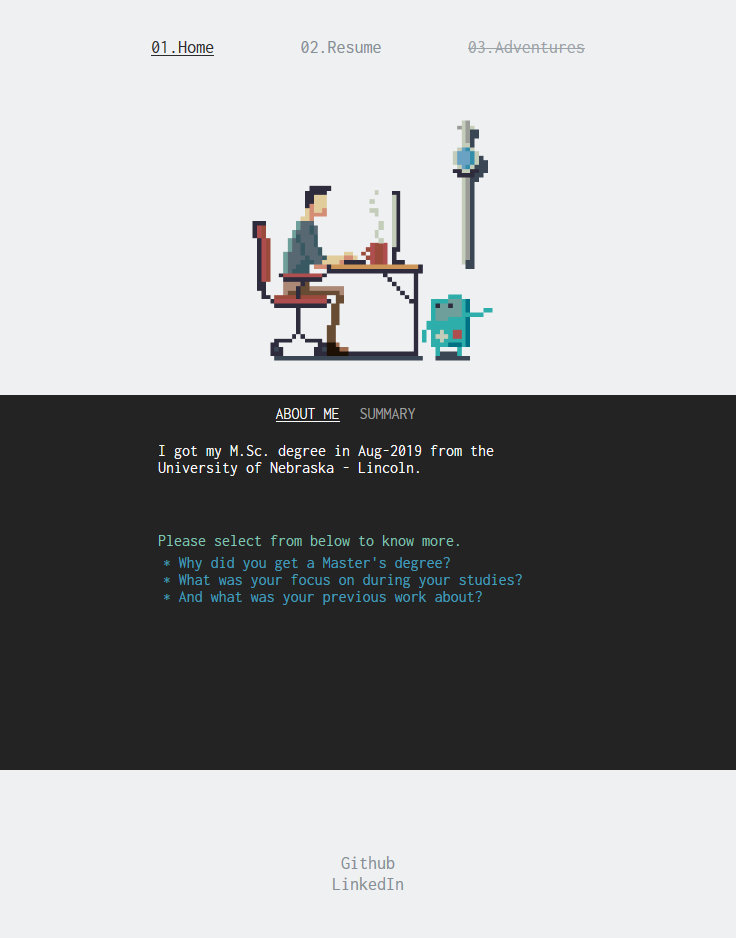 01.Home 02.Resume 03.Adventures
ABOUT ME SUMMARY
I got my M.Sc. degree in Aug-2019 from the
University of Nebraska - Lincoln.
Please select from below to know more.
* Why did you get a Master's degree?
* What was your focus on during your studies?
* And what was your previous work about?
Github
LinkedIn